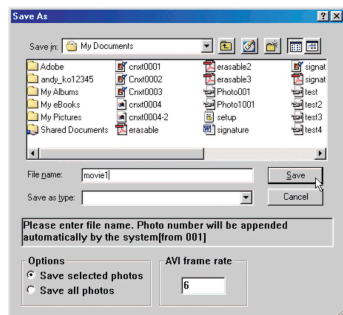 Save As
Save in: My Documents
Adobe
andy_ko12345
My Albums
My eBooks
My Pictures
Shared Documents
Cnxt0001
Cnxt0002
cnxt0003
cnxt0004
cnxt0004-2
erasable
erasable2
erasable3
Photo001
Photo1001
setup
signature
signat
signat
test
test2
test3
test4
File name: movie1 Save
Save as type: Cancel
Please enter file name. Photo number will be appended
automatically by the system[from 001]
Options AVI frame rate
Save selected photos
6
Save all photos